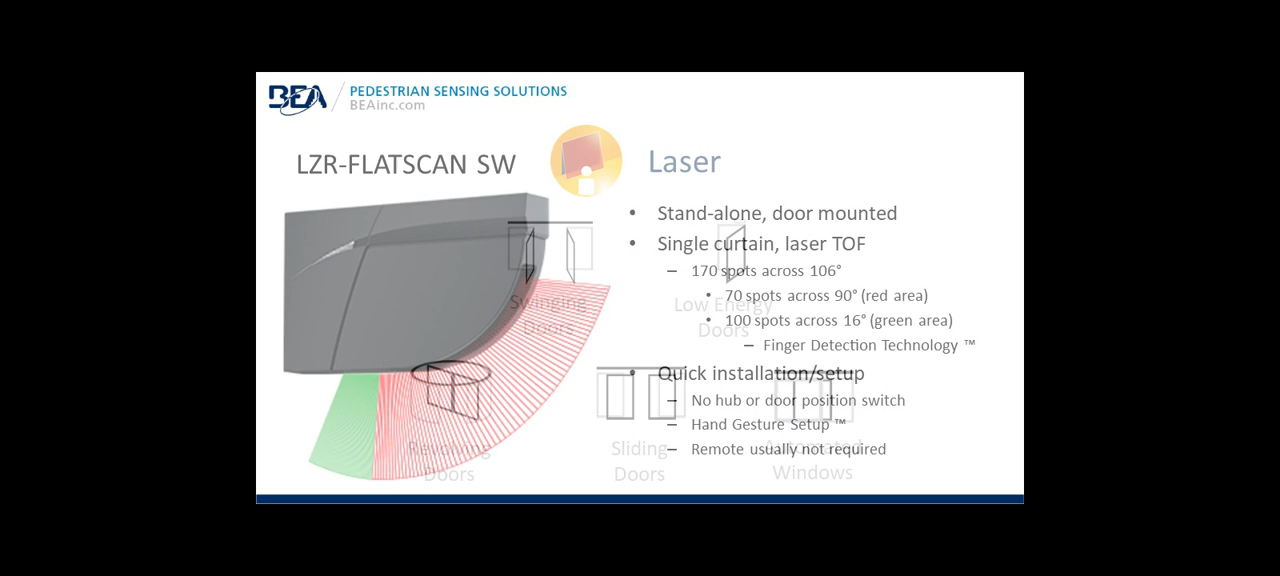 BEA
PEDESTRIAN SENSING SOLUTIONS
BEAinc.com
LZR-FLATSCAN SW
Laser
• Stand-alone, door mounted
• Single curtain, laser TOF
– 170 spots across 106°
• 70 spots across 90° (red area)
• 100 spots across 16° (green area)
– Finger Detection Technology ™
• Quick installation/setup
– No hub or door position switch
– Hand Gesture Setup ™
– Remote usually not required
Swinging
Doors
Low Energy
Doors
Revolving
Doors
Sliding
Doors
Automated
Windows